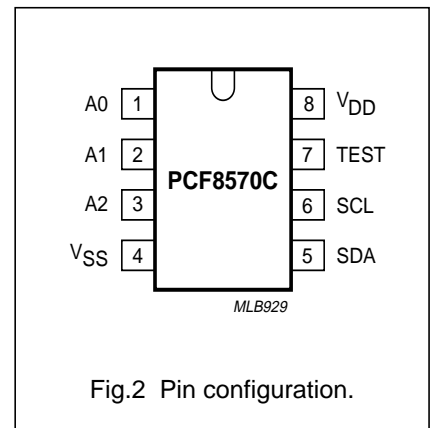 A0 1 8 VDD
A1 2 7 TEST
PCF8570C
A2 3 6 SCL
VSS 4 5 SDA
MLB929
Fig.2 Pin configuration.